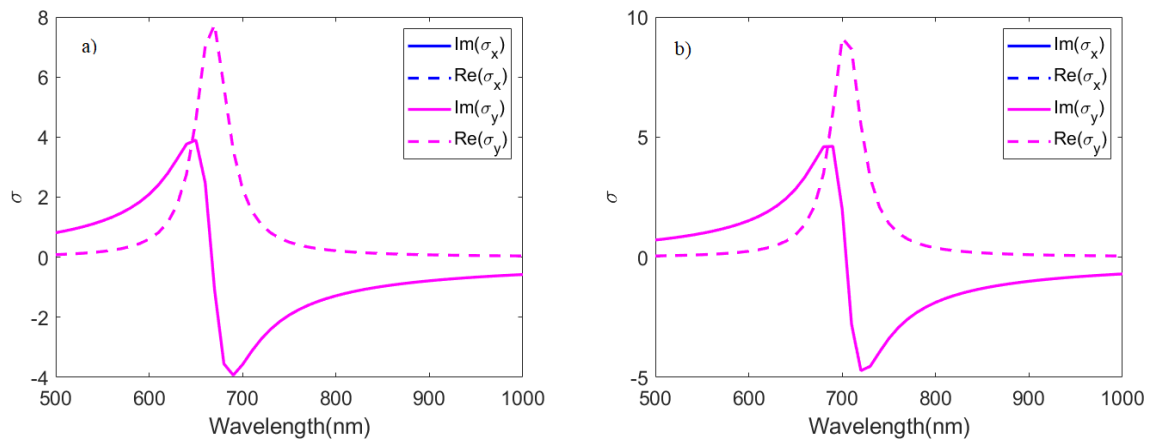 a)
8
6
4
2
0
-2
-4
σ
500 600 700 800 900 1000
Wavelength(nm)
Im(σx)
Re(σx)
Im(σy)
Re(σy)
b)
10
5
0
-5
σ
500 600 700 800 900 1000
Wavelength(nm)
Im(σx)
Re(σx)
Im(σy)
Re(σy)